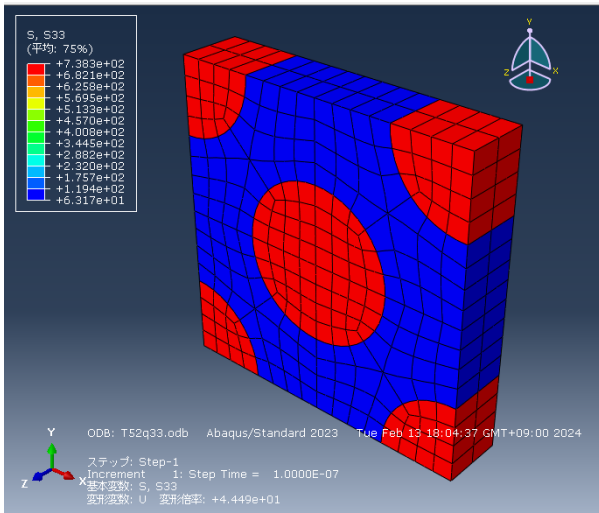 S, S33
(平均: 75%)
+7.383e+02
+6.821e+02
+6.258e+02
+5.695e+02
+5.133e+02
+4.570e+02
+4.008e+02
+3.445e+02
+2.882e+02
+2.320e+02
+1.757e+02
+1.194e+02
+6.317e+01
Y
Z
X
Y
Z
X
ODB: T52q33.odb Abaqus/Standard 2023 Tue Feb 13 18:04:37 GMT+09:00 2024
ステップ: Step-1
Increment 1: Step Time = 1.0000E-07
基本変数: S, S33
変形変数: U 変形倍率: +4.449e+01